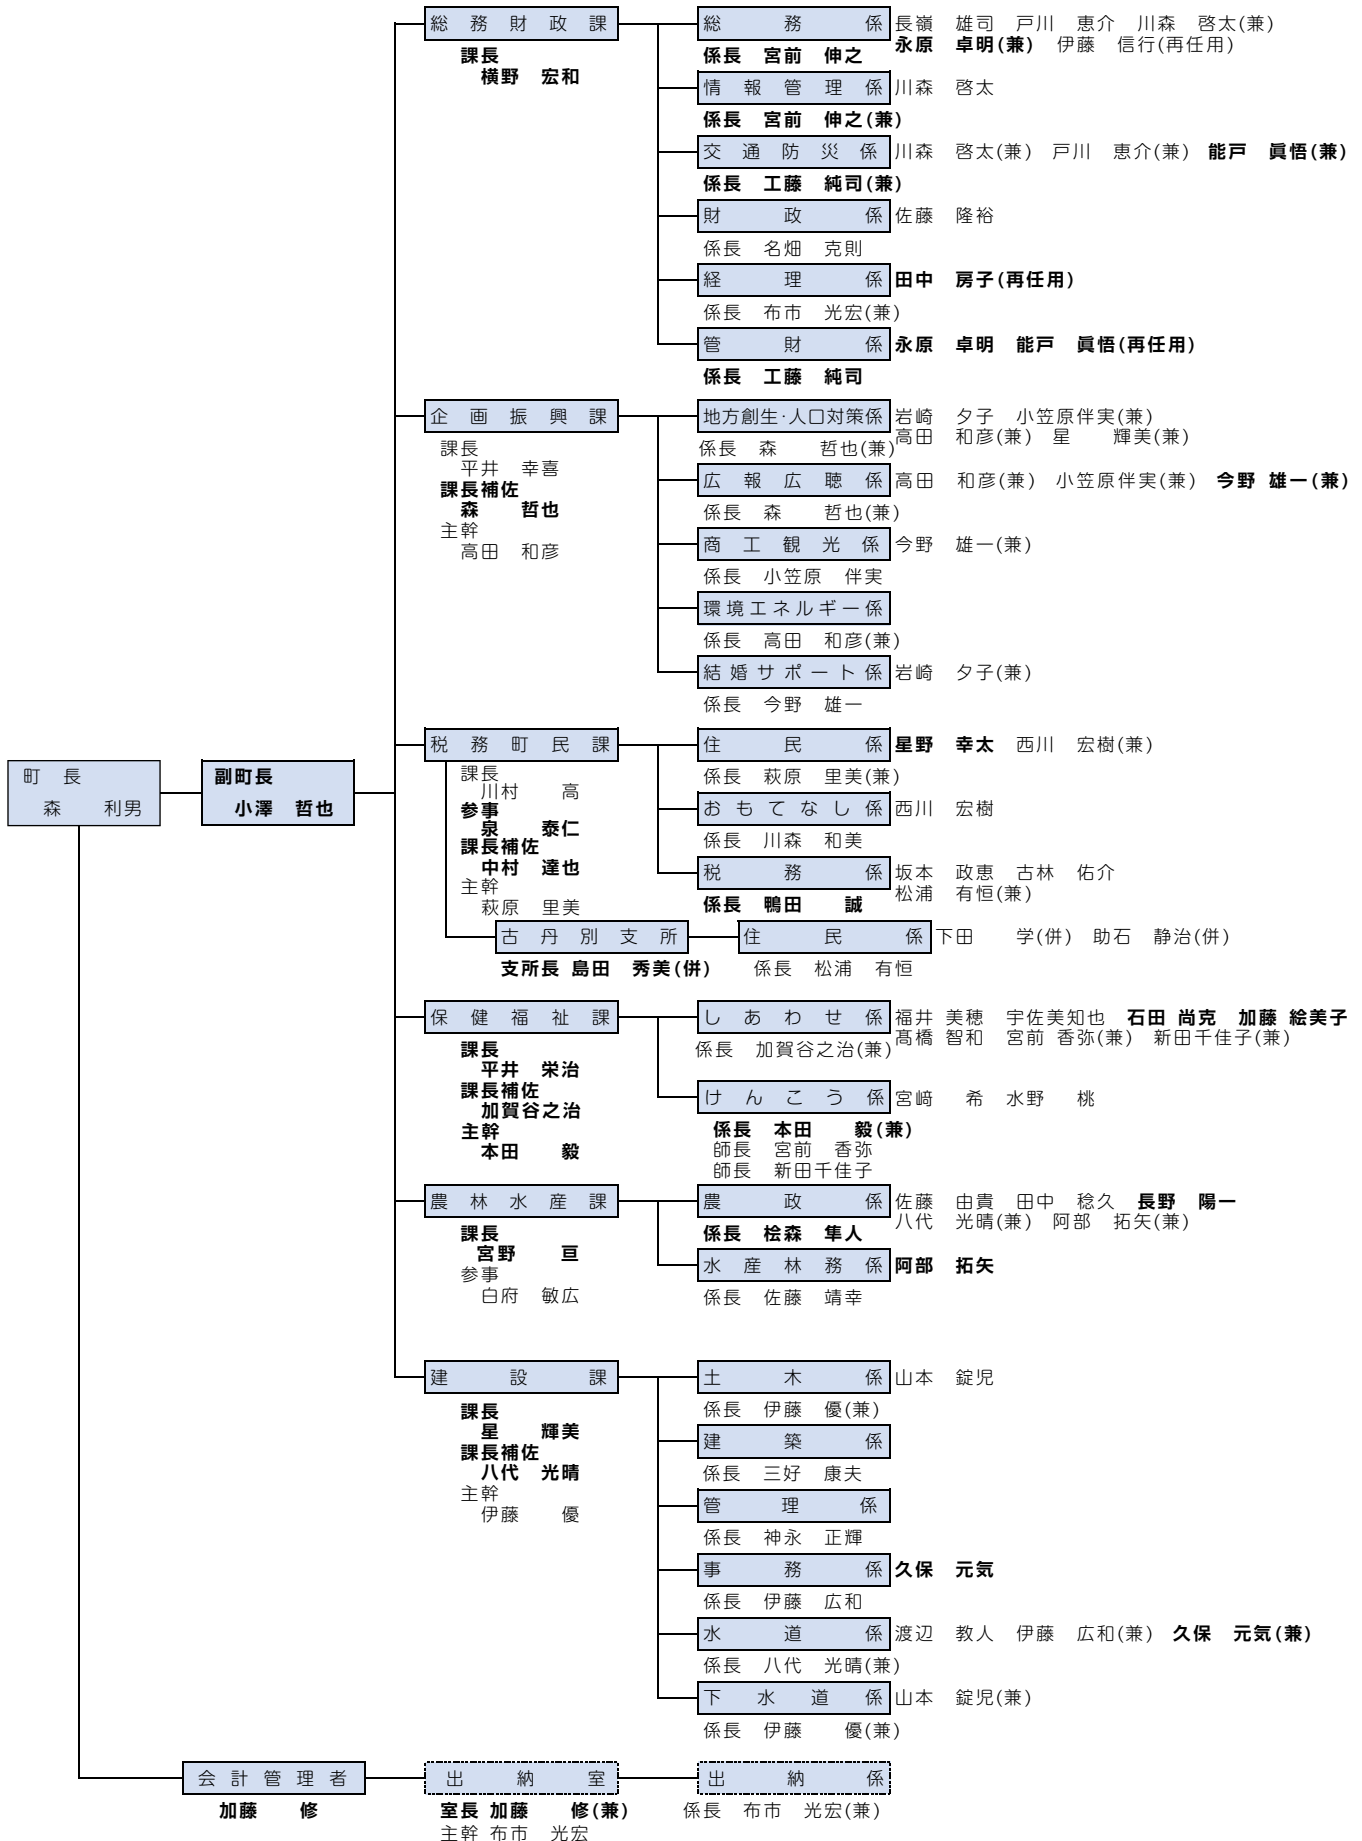 総務財政課
課長
横野　宏和
総務係　長嶺　雄司　戸川　恵介　川森　啓太(兼)
永原　卓明(兼)　伊藤　信行(再任用)
係長　宮前　伸之
情報管理係　川森　啓太
係長　宮前　伸之(兼)
交通防災係　川森　啓太(兼)　戸川　恵介(兼)　能戸　眞悟(兼)
係長　工藤　純司(兼)
財政係　佐藤　隆裕
係長　名畑　克則
経理係　田中　房子(再任用)
係長　布市　光宏(兼)
管財係　永原　卓明　能戸　眞悟(再任用)
係長　工藤　純司
企画振興課
課長
平井　幸喜
課長補佐
森　　哲也
主幹
高田　和彦
地方創生・人口対策係　岩崎　夕子　小笠原伴実(兼)
高田　和彦(兼)　星　　輝美(兼)
係長　森　　哲也(兼)
広報広聴係　高田　和彦(兼)　小笠原伴実(兼)　今野 雄一(兼)
係長　森　　哲也(兼)
商工観光係　今野　雄一(兼)
係長　小笠原　伴実
環境エネルギー係
係長　高田　和彦(兼)
結婚サポート係　岩崎　夕子(兼)
係長　今野　雄一
町長
森　　利男
副町長
小澤　哲也
税務町民課
課長
川村　　高
参事
泉　　泰仁
課長補佐
中村　達也
主幹
萩原　里美
住民係　星野　幸太　西川　宏樹(兼)
係長　萩原　里美(兼)
おもてなし係　西川　宏樹
係長　川森　和美
税務係　坂本　政恵　古林　佑介
松浦　有恒(兼)
係長　鴨田　　誠
古丹別支所
支所長 島田　秀美(併)
住民係　下田　　学(併)　助石　静治(併)
係長　松浦　有恒
保健福祉課
課長
平井　栄治
課長補佐
加賀谷之治
主幹
本田　　毅
しあわせ係　福井 美穂　宇佐美知也　石田 尚克　加藤 絵美子
髙橋 智和　宮前 香弥(兼)　新田千佳子(兼)
係長　加賀谷之治(兼)
けんこう係　宮﨑　希　水野　桃
係長　本田　　毅(兼)
師長　宮前　香弥
師長　新田千佳子
農林水産課
課長
宮野　　亘
参事
白府　敏広
農政係　佐藤　由貴　田中　稔久　長野　陽一
八代　光晴(兼)　阿部　拓矢(兼)
係長　桧森　隼人
水産林務係　阿部　拓矢
係長　佐藤　靖幸
建設課
課長
星　　輝美
課長補佐
八代　光晴
主幹
伊藤　　優
土木係　山本　錠児
係長　伊藤　優(兼)
建築係
係長　三好　康夫
管理係
係長　神永　正輝
事務係　久保　元気
係長　伊藤　広和
水道係　渡辺　教人　伊藤　広和(兼)　久保　元気(兼)
係長　八代　光晴(兼)
下水道係　山本　錠児(兼)
係長　伊藤　　優(兼)
会計管理者
加藤　　修
出納室
室長 加藤　　修(兼)
主幹 布市　光宏
出納係
係長　布市　光宏(兼)